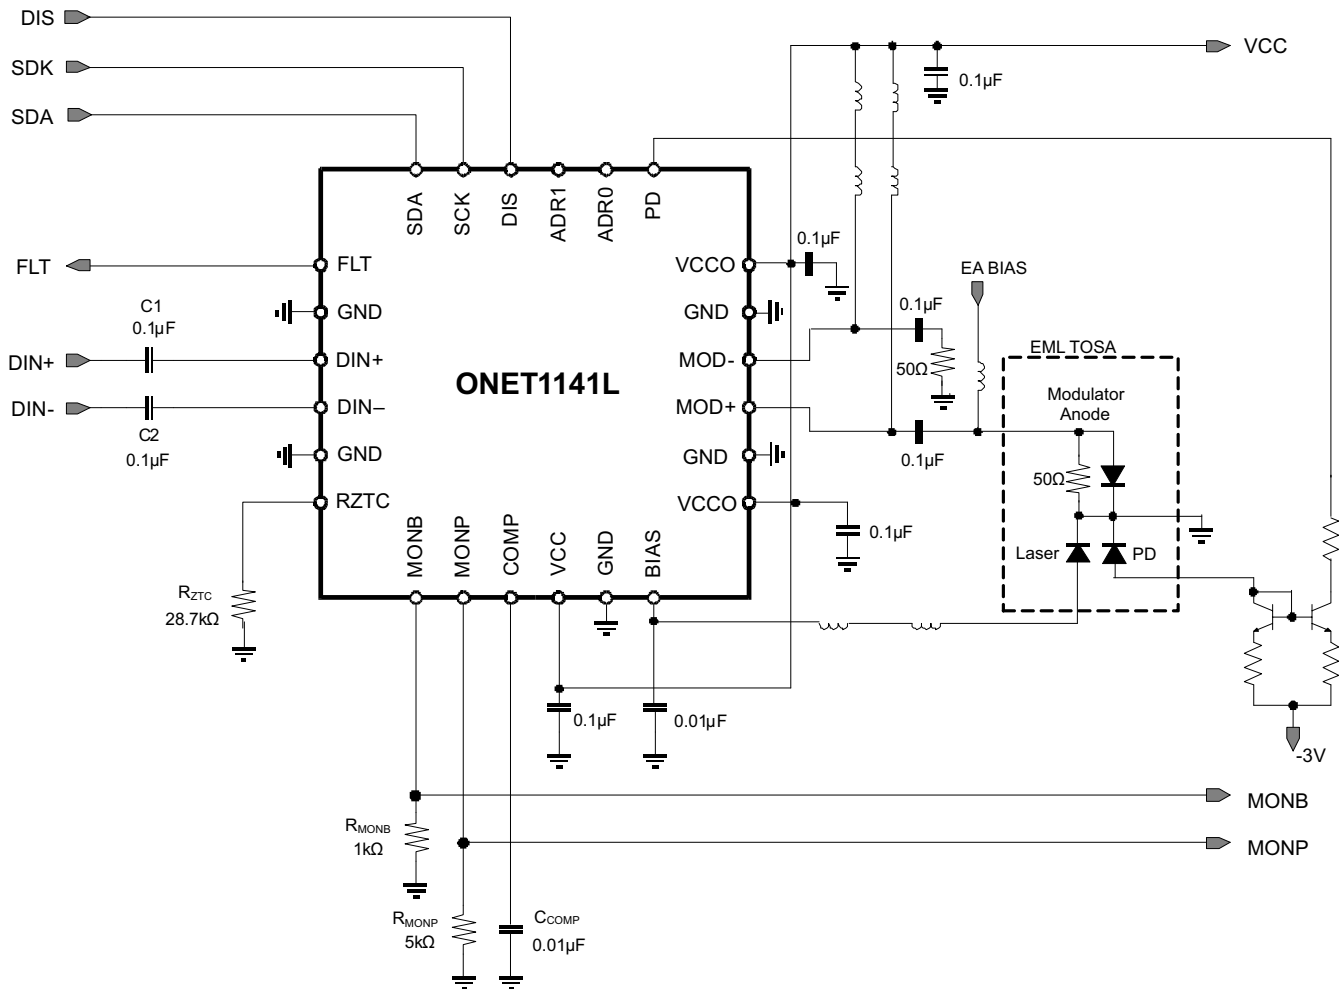 DIS
SDK
SDA
VCC
0.1µF
SDA
SCK
DIS
ADR1
ADR0
PD
FLT
FLT
VCCO
0.1µF
EA BIAS
C1
0.1µF
GND
GND
0.1µF
DIN+
DIN+
ONET1141L
MOD-
50Ω
EML TOSA
DIN-
DIN–
MOD+
Modulator
Anode
C2
0.1µF
GND
GND
0.1µF
50Ω
RZTC
VCCO
0.1µF
MONB
MONP
COMP
VCC
GND
BIAS
Laser
PD
RZTC
28.7kΩ
0.1µF
0.01µF
-3V
MONB
RMONB
1kΩ
MONP
RMONP
5kΩ
CCOMP
0.01µF